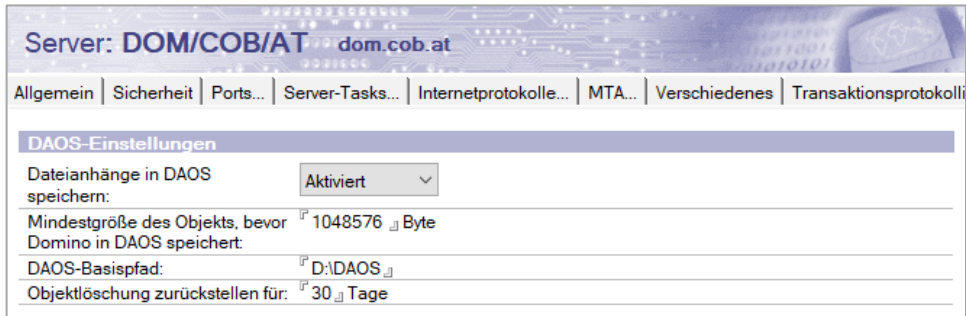 Server: DOM/COB/AT dom.cob.at
Allgemein Sicherheit Ports... Server-Tasks... Internetprotokolle... MTA... Verschiedenes Transaktionsprotokolli
DAOS-Einstellungen
Dateianhänge in DAOS
speichern:
Aktiviert
Mindestgröße des Objekts, bevor
Domino in DAOS speichert:
1048576 Byte
DAOS-Basispfad: D:\DAOS
Objektlöschung zurückstellen für: 30 Tage